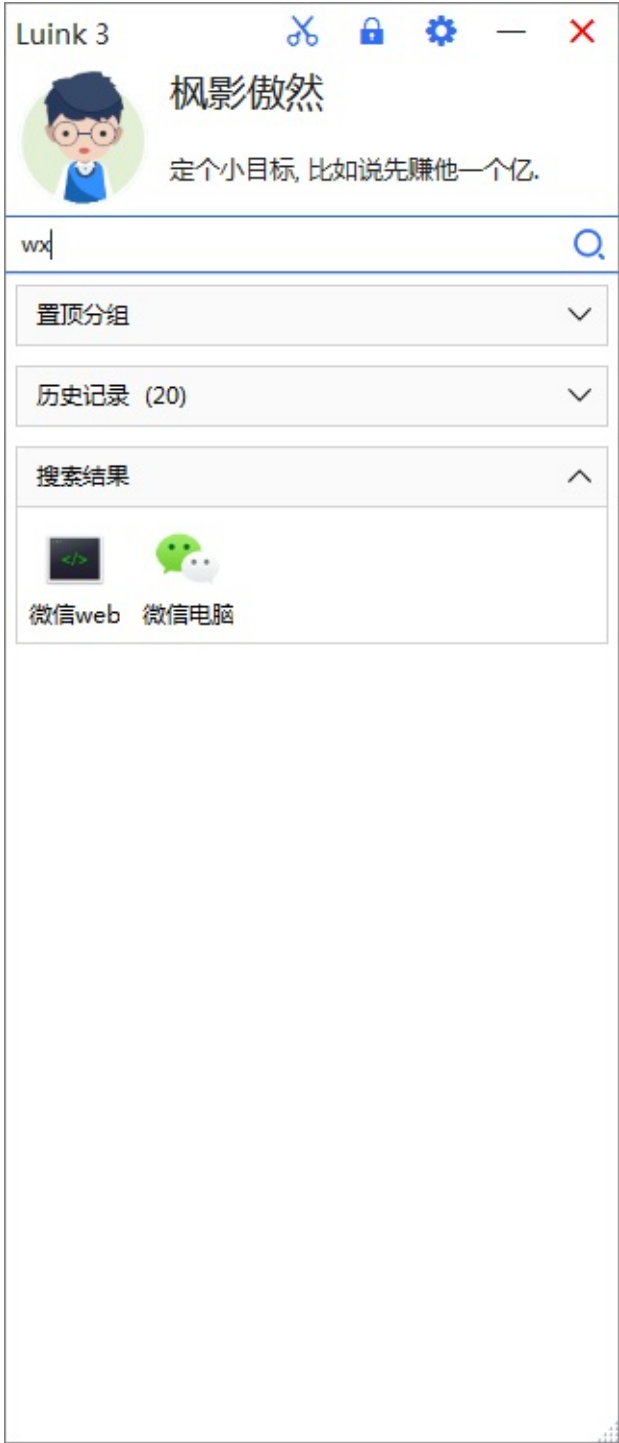 Luink 3
枫影傲然
定个小目标, 比如说先赚他一个亿.
wx
置顶分组
历史记录 (20)
搜索结果
</>
微信web 微信电脑